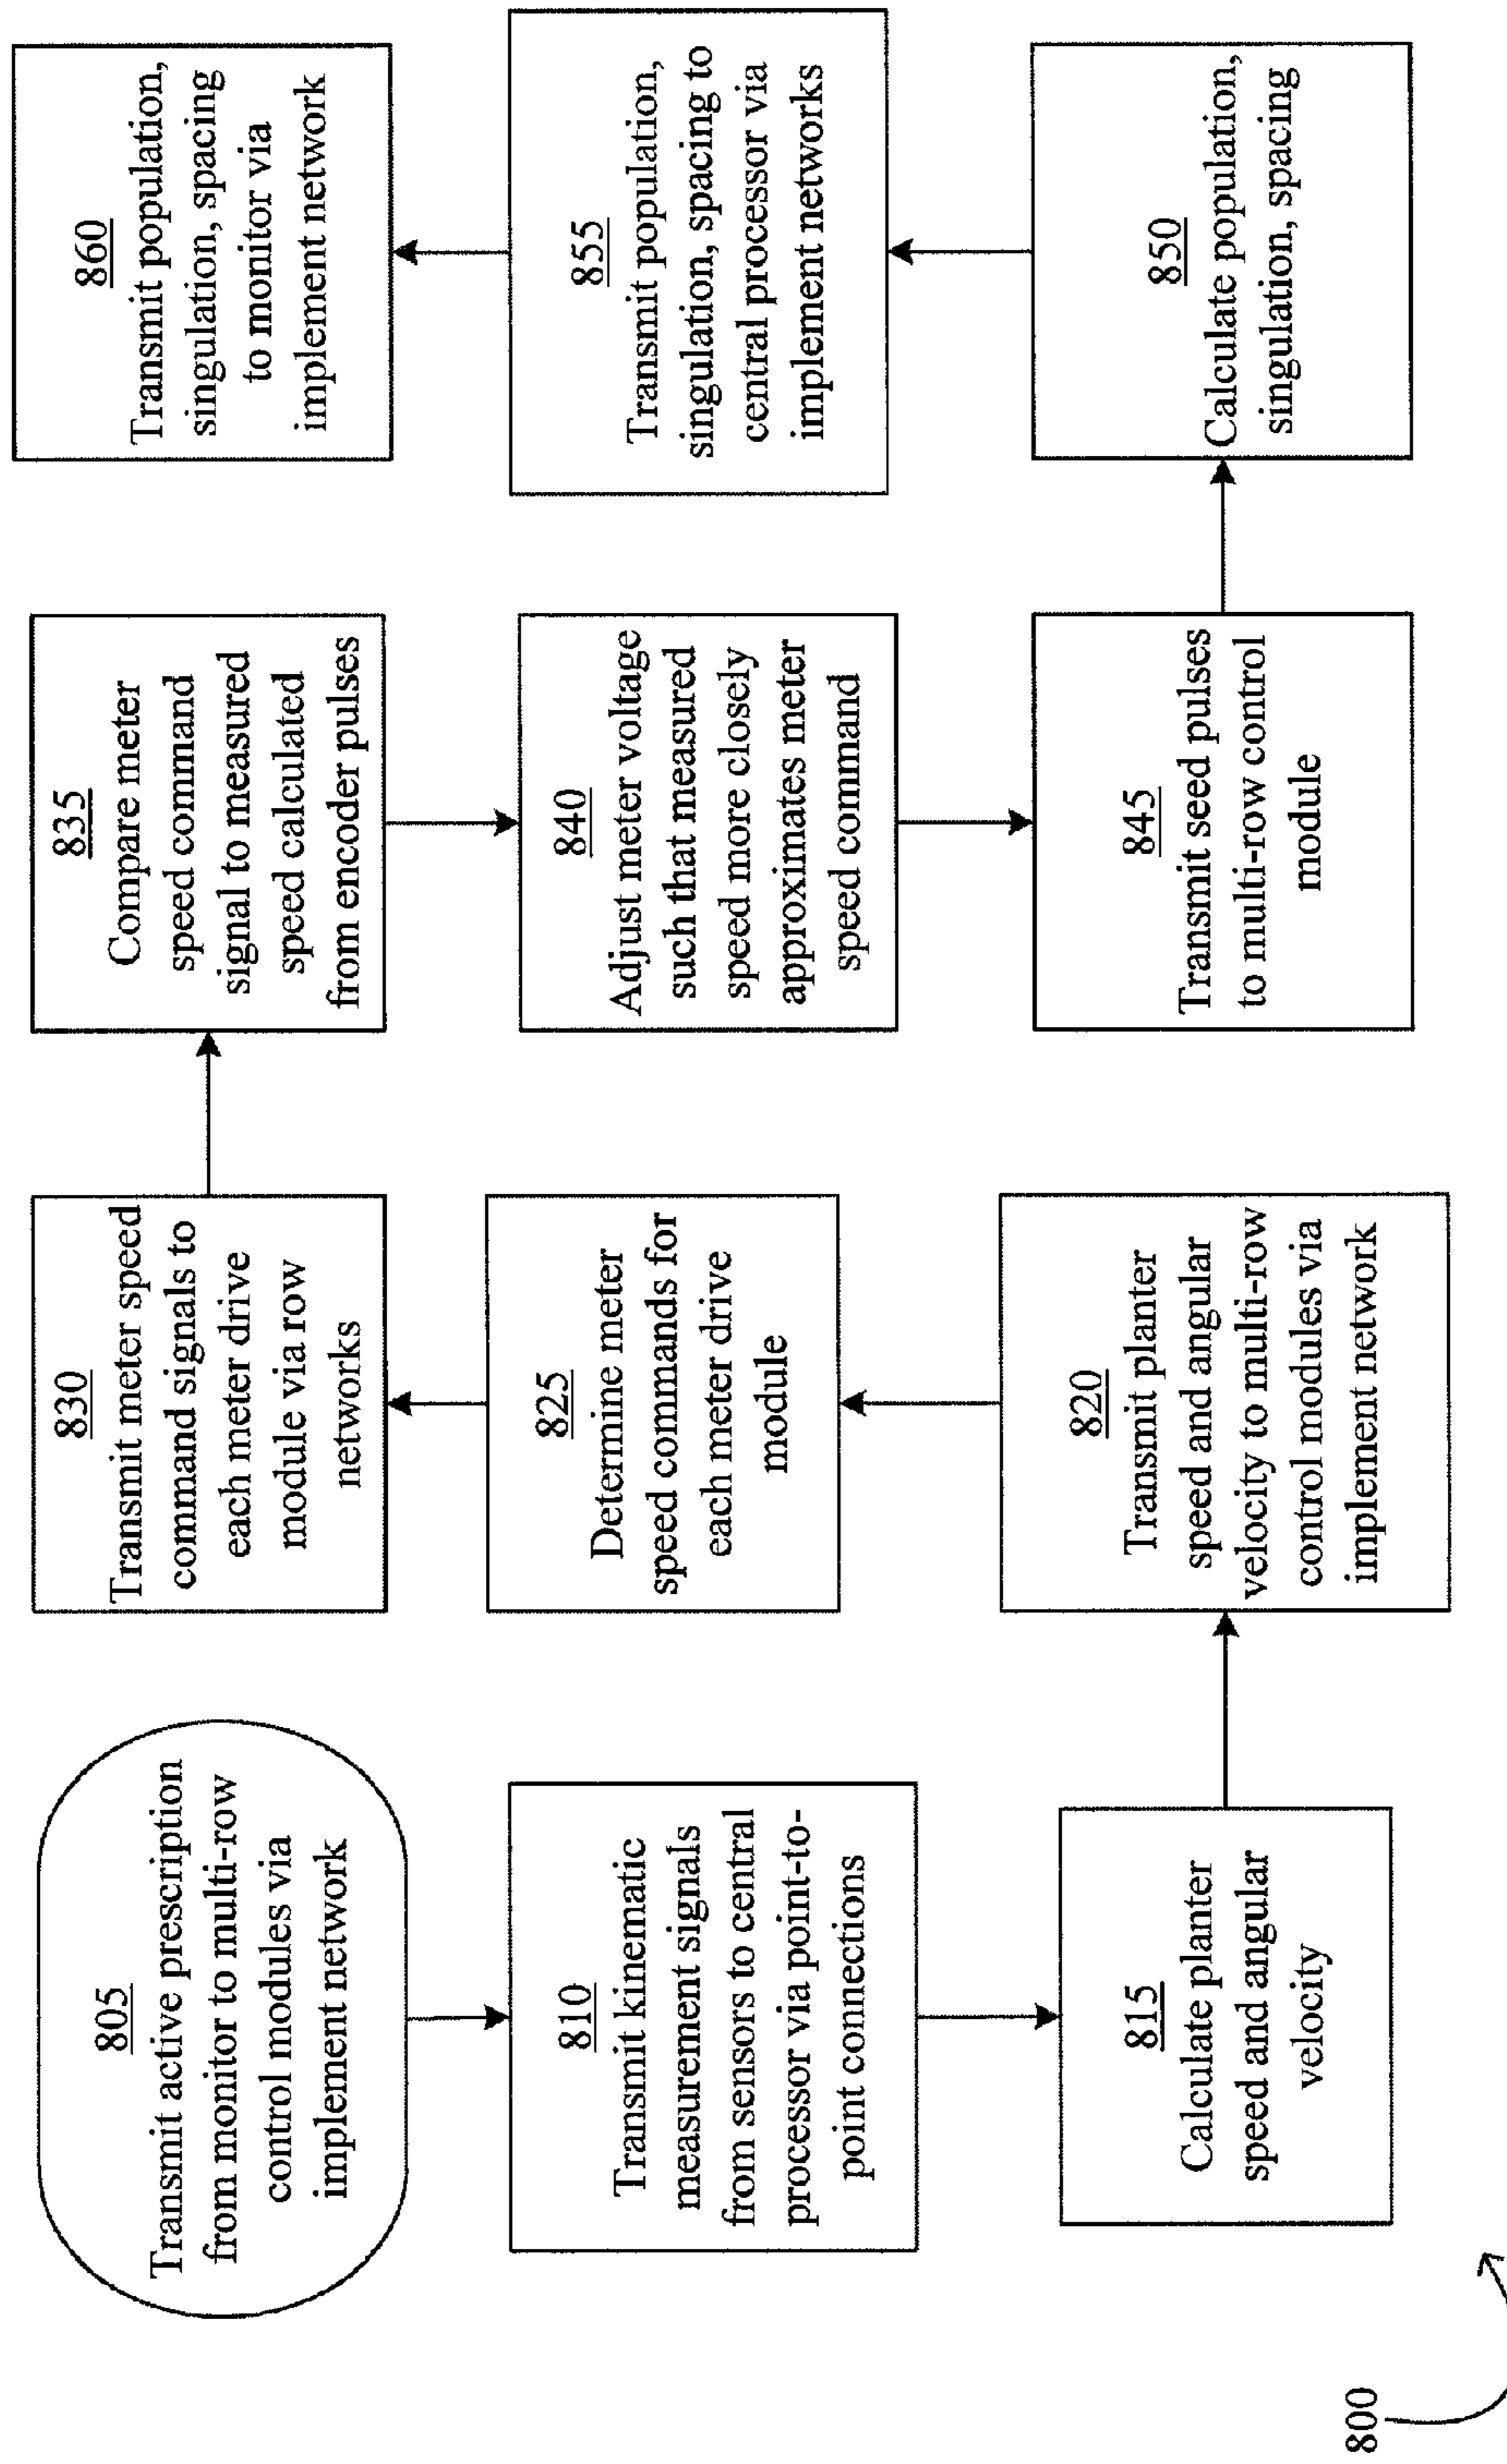 805
Transmit active prescription
from monitor to multi-row
control modules via
implement network
810
Transmit kinematic
measurement signals
from sensors to central
processor via point-to-
point connections
815
Calculate planter
speed and angular
velocity
820
Transmit planter
speed and angular
velocity to multi-row
control modules via
implement network
825
Determine meter
speed commands for
each meter drive
module
830
Transmit meter speed
command signals to
each meter drive
module via row
networks
835
Compare meter
speed command
signal to measured
speed calculated
from encoder pulses
840
Adjust meter voltage
such that measured
speed more closely
approximates meter
speed command
845
Transmit seed pulses
to multi-row control
module
850
Calculate population,
singulation, spacing
855
Transmit population,
singulation, spacing to
central processor via
implement networks
860
Transmit population,
singulation, spacing
to monitor via
implement network
800